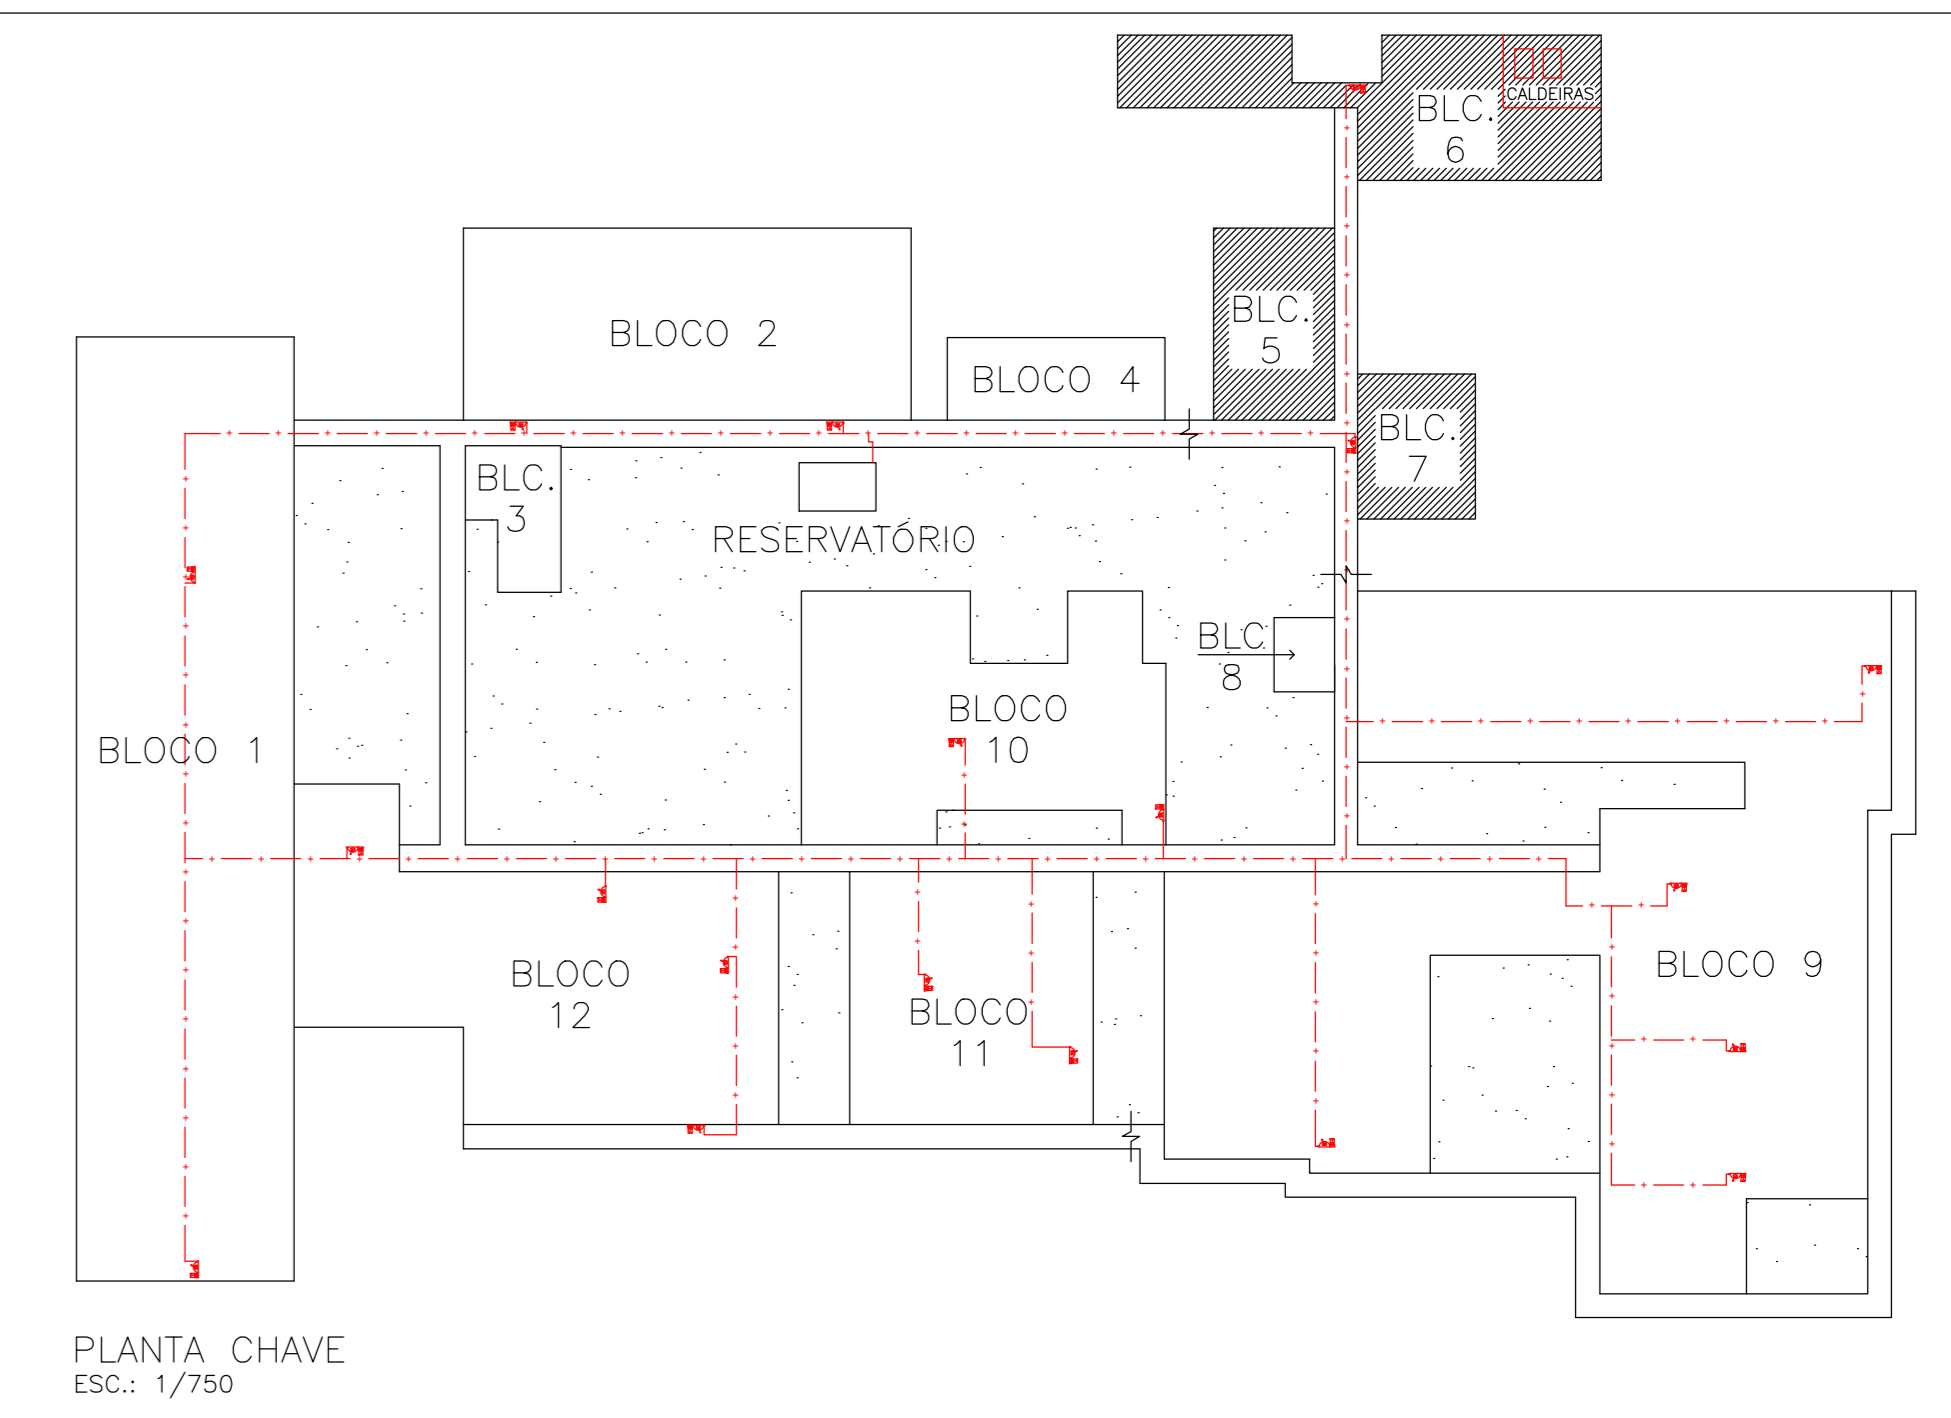 CALDEIRAS
BLC.
6
BLC.
5
BLOCO 2
BLOCO 4
BLC.
7
BLC.
3
RESERVATÓRIO
BLC.
8
BLOCO
10
BLOCO 1
BLOCO
12
BLOCO
11
BLOCO 9
PLANTA CHAVE
ESC.: 1/750